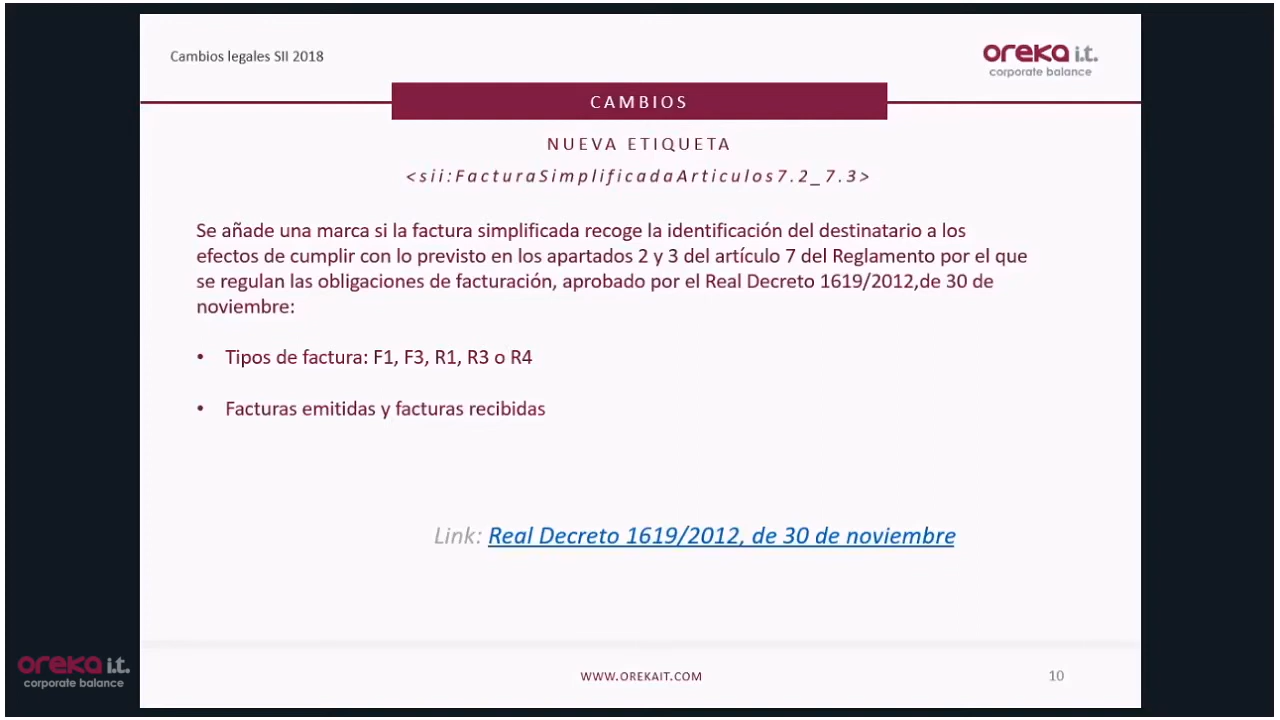 Cambios legales SII 2018
oreka i.t.
corporate balance
CAMBIOS
NUEVA ETIQUETA
<sii:FacturaSimplificadaArticulos7.2_7.3>
Se añade una marca si la factura simplificada recoge la identificación del destinatario a los
efectos de cumplir con lo previsto en los apartados 2 y 3 del artículo 7 del Reglamento por el que
se regulan las obligaciones de facturación, aprobado por el Real Decreto 1619/2012,de 30 de
noviembre:
• Tipos de factura: F1, F3, R1, R3 o R4
• Facturas emitidas y facturas recibidas
Link: Real Decreto 1619/2012, de 30 de noviembre
oreka i.t.
corporate balance
WWW.OREKAIT.COM
10